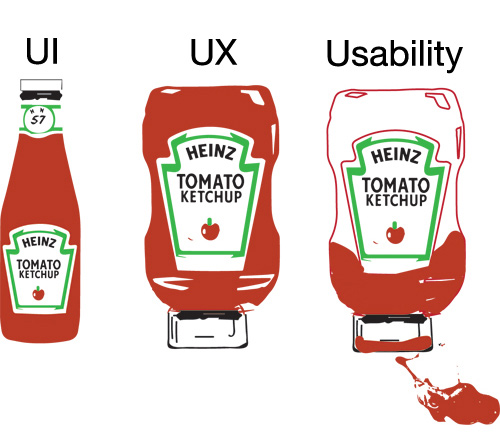 UI
UX
Usability
H N
57
HEINZ
TOMATO
KETCHUP
HEINZ
TOMATO
KETCHUP
HEINZ
TOMATO
KETCHUP